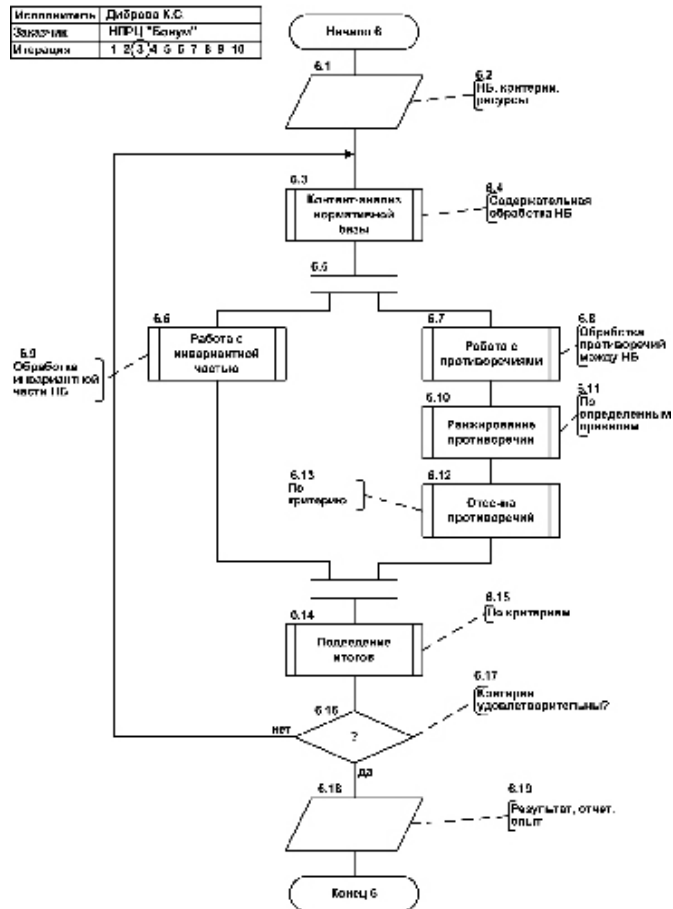 Исполнитель Диброва К.С.
Заказчик НПРЦ "Бонум"
Итерация 1 2 3 4 5 6 7 8 9 10
Начало 6
6.1
6.2
НБ, критерии,
ресурсы
6.3
Контент-анализ
нормативной
базы
6.4
Содержательная
обработка НБ
6.5
6.6
Работа с
инвариантной
частью
6.7
Работа с
противоречиями
6.8
Обработка
противоречий
между НБ
6.9
Обработка
инвариантной
части НБ
6.10
Ранжирование
противоречий
6.11
По
определенным
правилам
6.12
Отсечка
противоречий
6.13
По
критерию
6.14
Подведение
итогов
6.15
По критериям
6.16
?
нет
да
6.17
Критерии
удовлетворительны?
6.18
6.19
Результат, отчет,
опыт
Конец 6